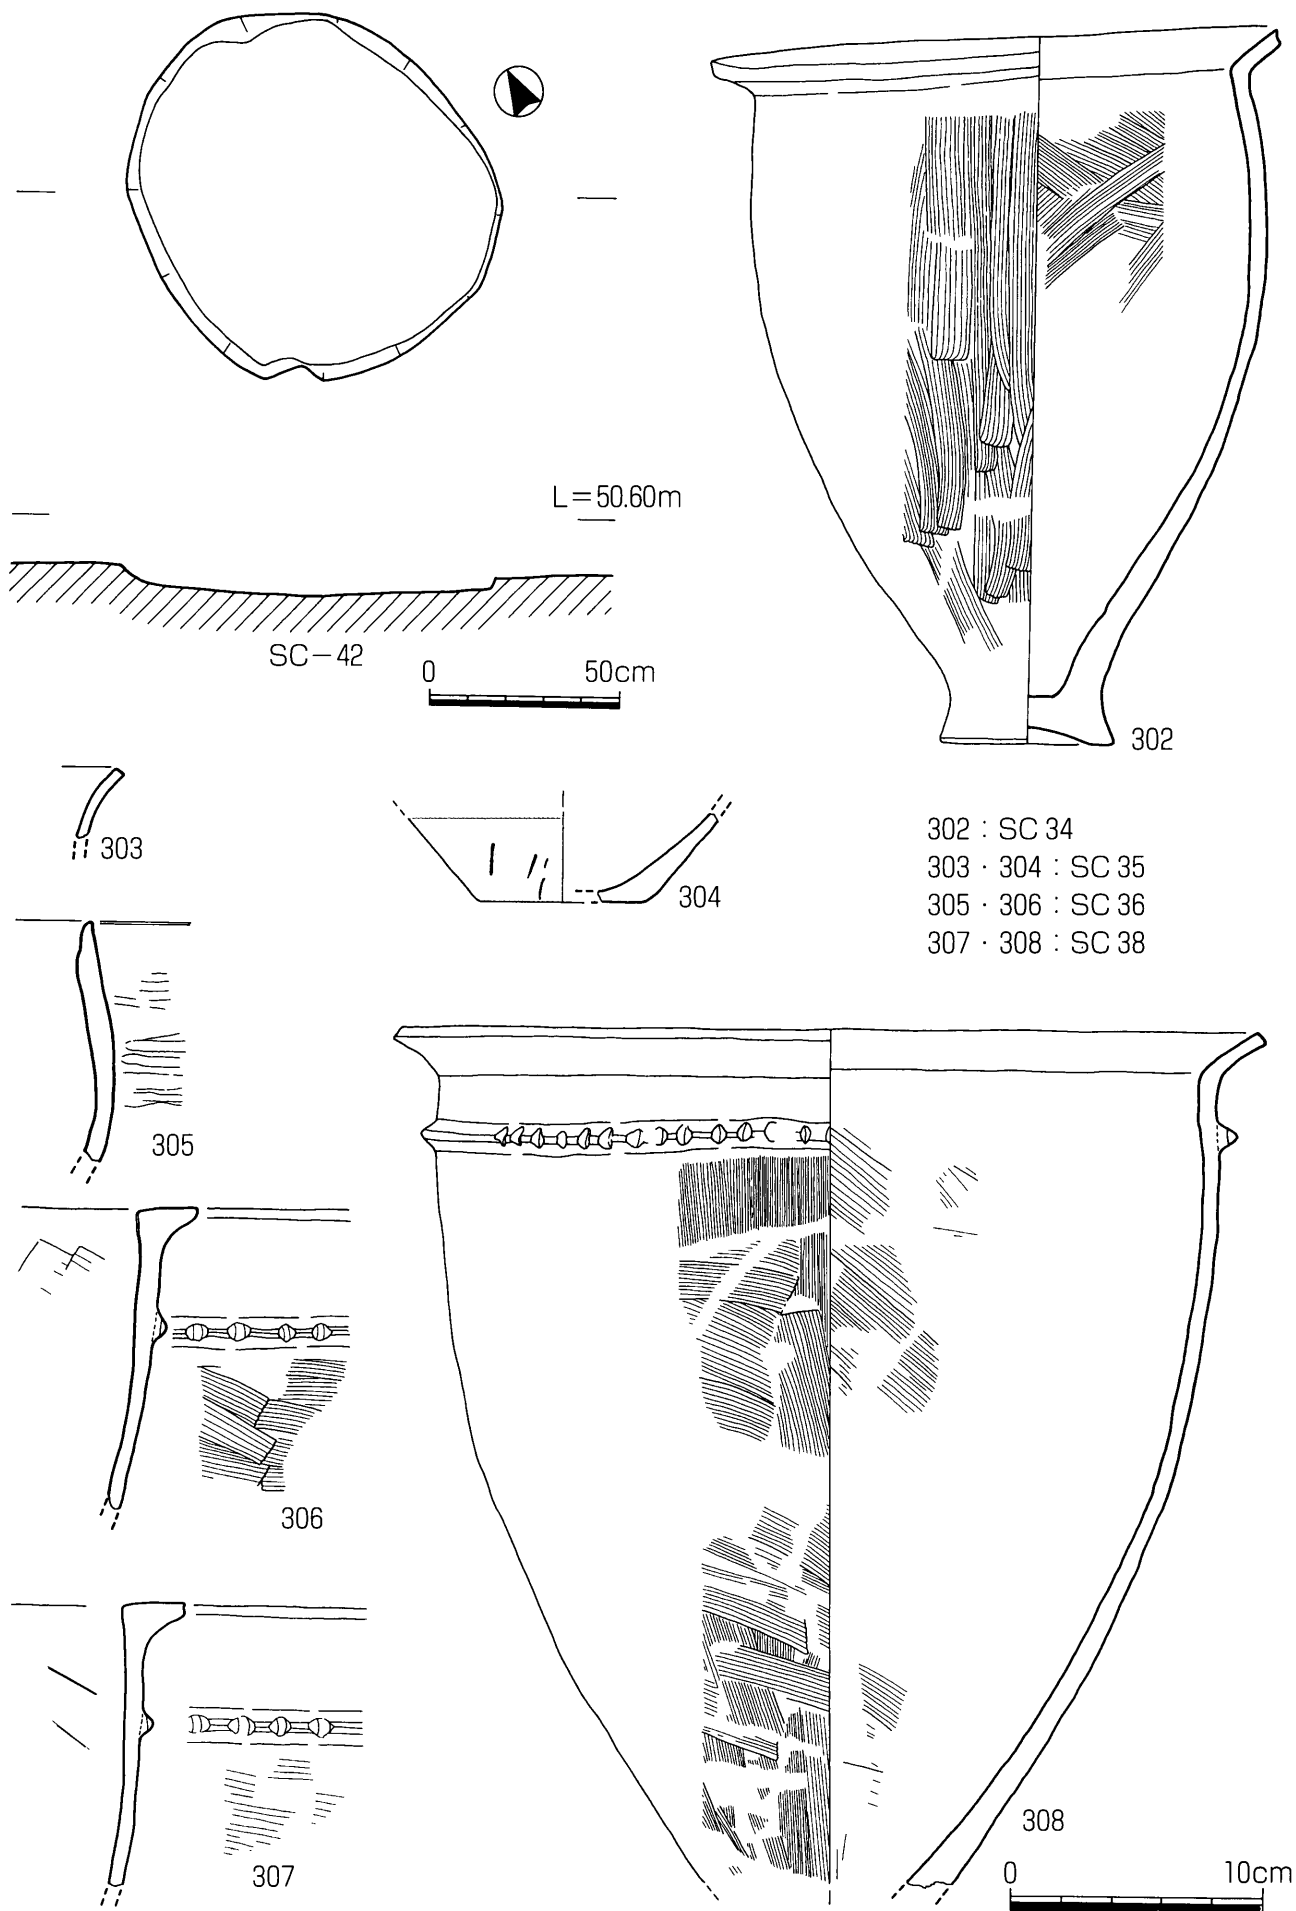 L=50.60m
SC-42
0 50cm
302
303
304
302 : SC 34
303 · 304 : SC 35
305 · 306 : SC 36
307 · 308 : SC 38
305
306
307
308
0 10cm